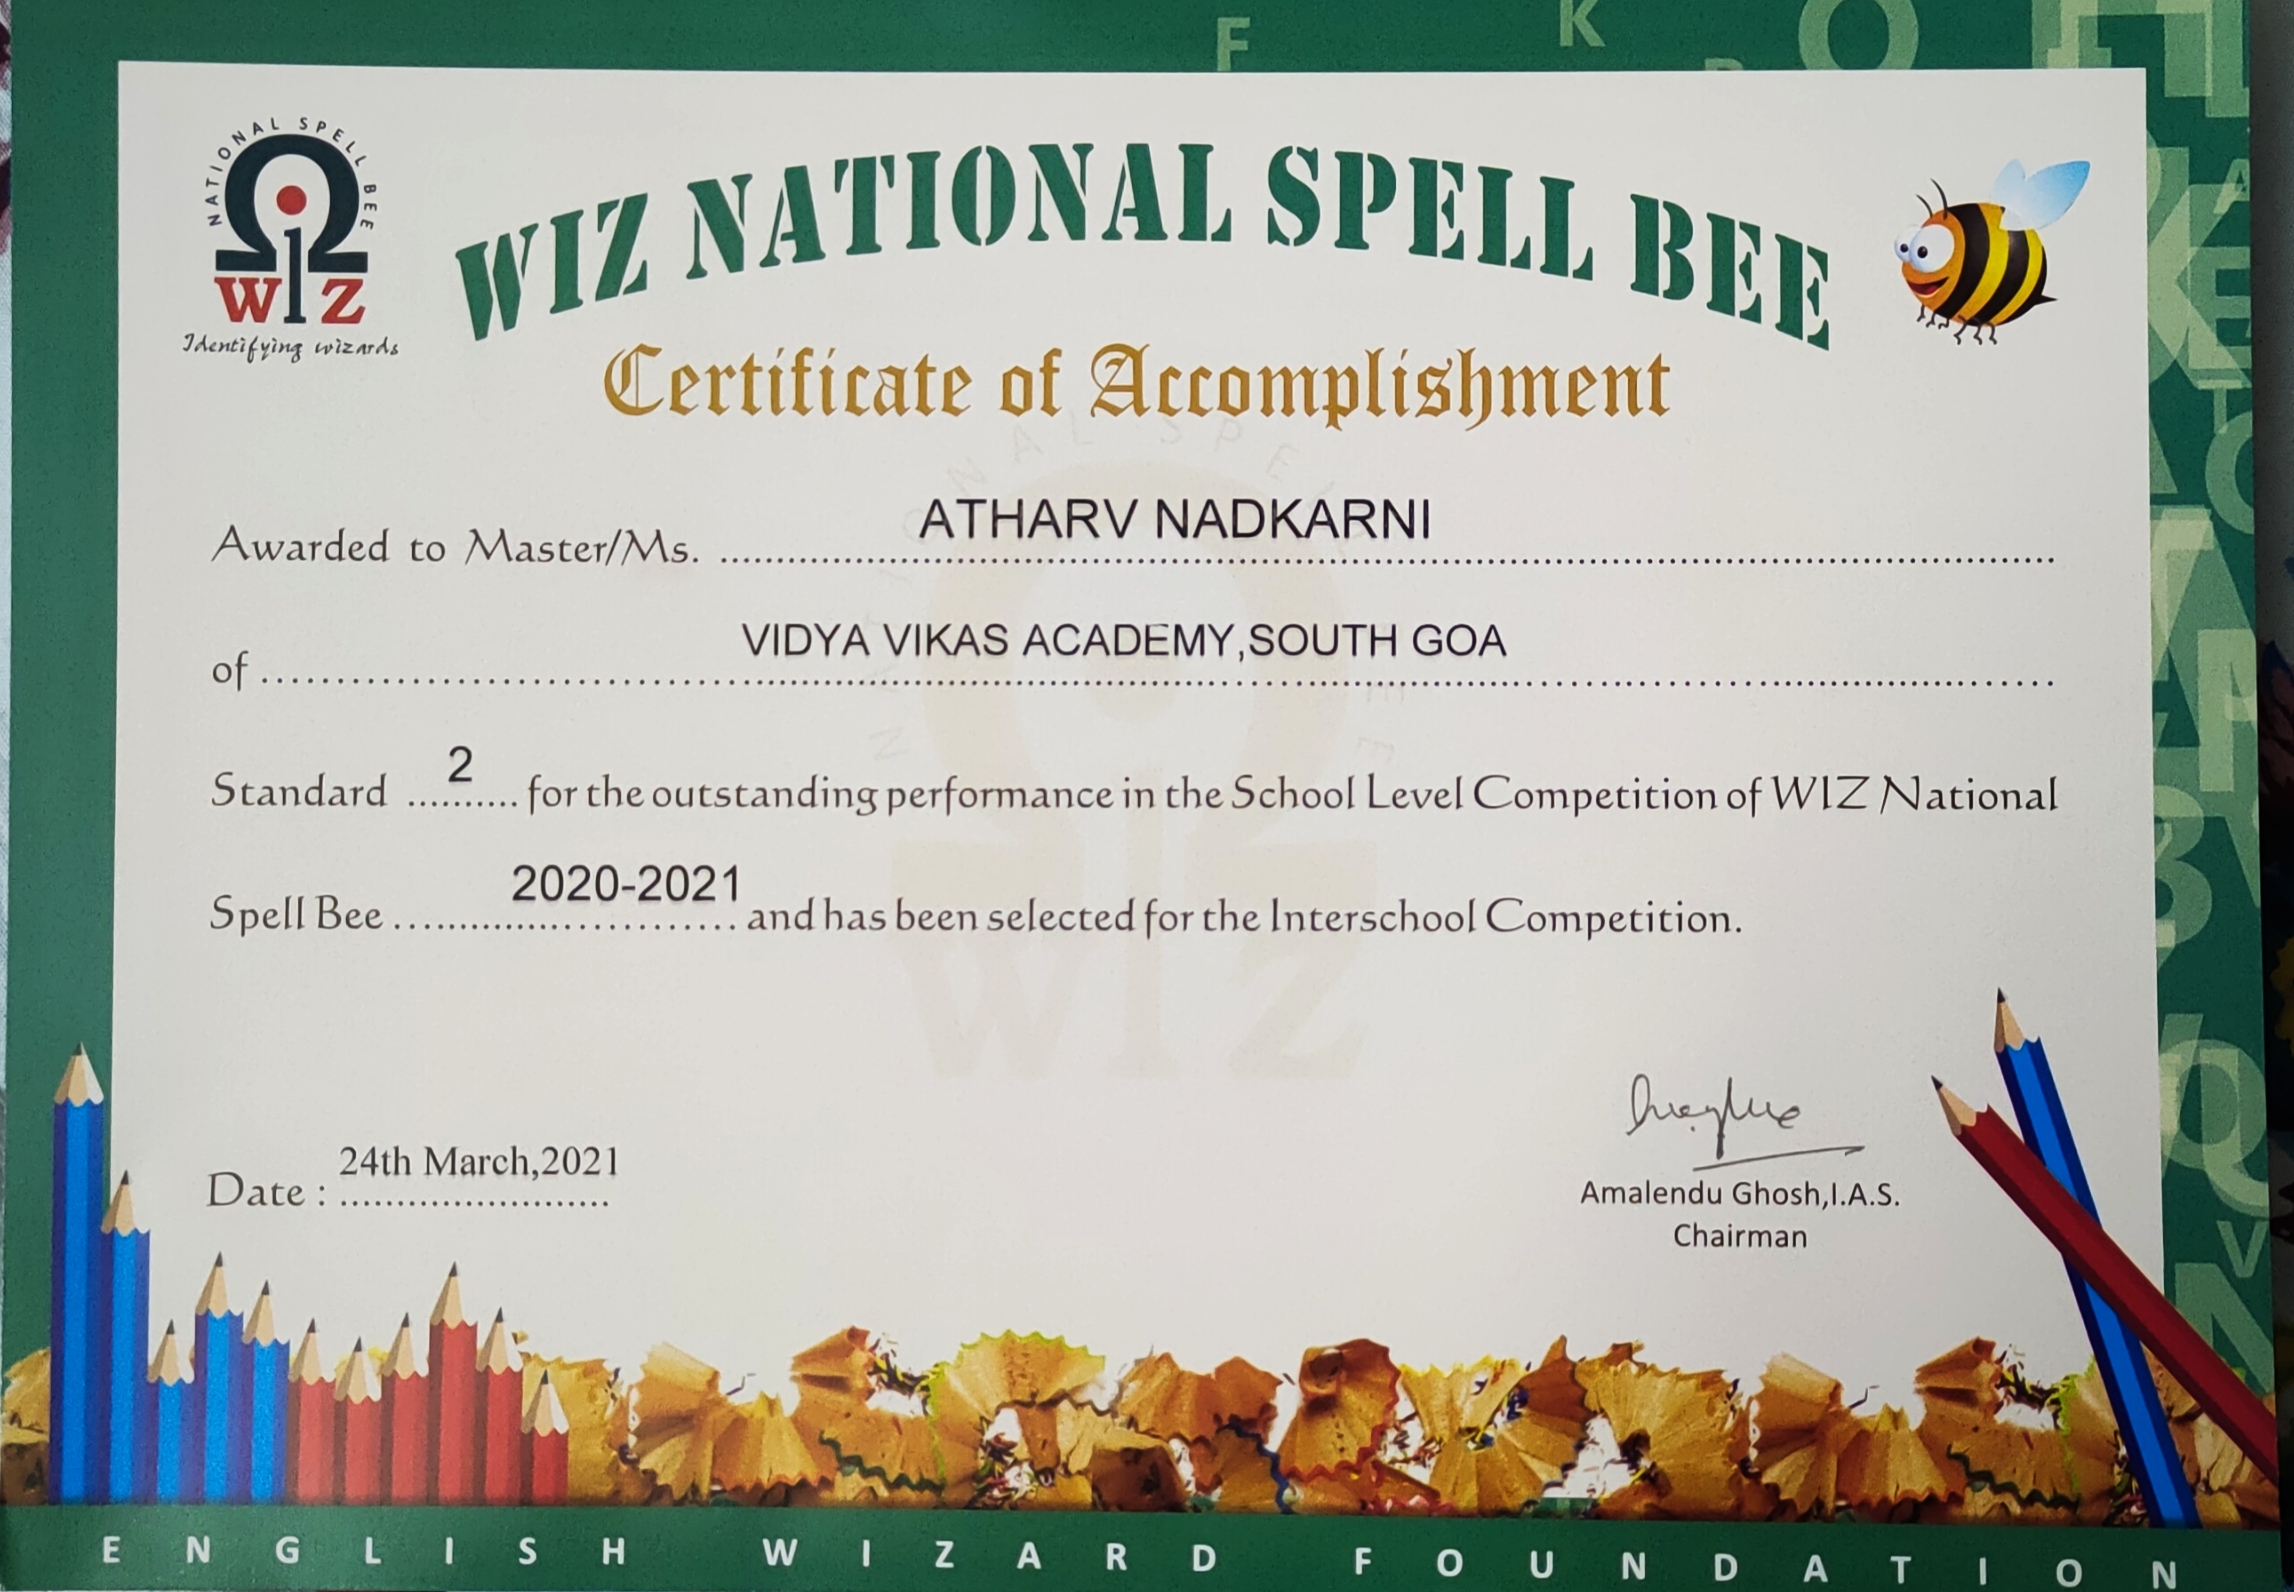 NATIONAL SPELL BEE
WIZ
Identifying wizards
WIZ NATIONAL SPELL BEE
Certificate of Accomplishment
Awarded to Master/Ms. ATHARV NADKARNI
of VIDYA VIKAS ACADEMY,SOUTH GOA
Standard 2 for the outstanding performance in the School Level Competition of WIZ National
Spell Bee 2020-2021 and has been selected for the Interschool Competition.
Date : 24th March,2021
Amalendu Ghosh,I.A.S.
Chairman
ENGLISH WIZARD FOUNDATION